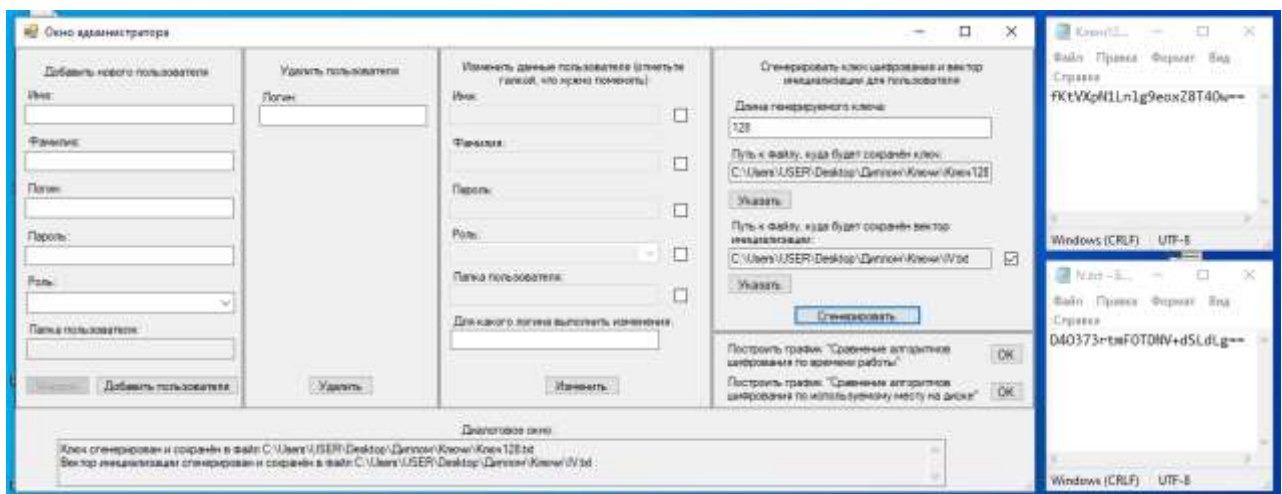 Окно администратора
Добавить нового пользователя
Имя:
Фамилия:
Логин:
Пароль:
Роль:
Папка пользователя:
Указать
Добавить пользователя
Удалить пользователя
Логин:
Удалить
Изменить данные пользователя (отметьте
галкой, что нужно поменять)
Имя:
Фамилия:
Пароль:
Роль:
Папка пользователя:
Для какого логина выполнить изменения:
Изменить
Сгенерировать ключ шифрования и вектор
инициализации для пользователя
Длина генерируемого ключа:
128
Путь к файлу, куда будет сохранён ключ:
C:\Users\USER\Desktop\Диплом\Ключи\Ключ128
Указать
Путь к файлу, куда будет сохранён вектор
инициализации:
C:\Users\USER\Desktop\Диплом\Ключи\IV.txt
Указать
Сгенерировать
Построить график "Сравнение алгоритмов
шифрования по времени работы"
OK
Построить график "Сравнение алгоритмов
шифрования по используемому месту на диске"
OK
Диалоговое окно:
Ключ сгенерирован и сохранён в файл C:\Users\USER\Desktop\Диплом\Ключи\Ключ128.txt
Вектор инициализации сгенерирован и сохранён в файл C:\Users\USER\Desktop\Диплом\Ключи\IV.txt
Файл Правка Формат Вид
Справка
Windows (CRLF) UTF-8
IV.txt – Б...
Файл Правка Формат Вид
Справка
Windows (CRLF) UTF-8